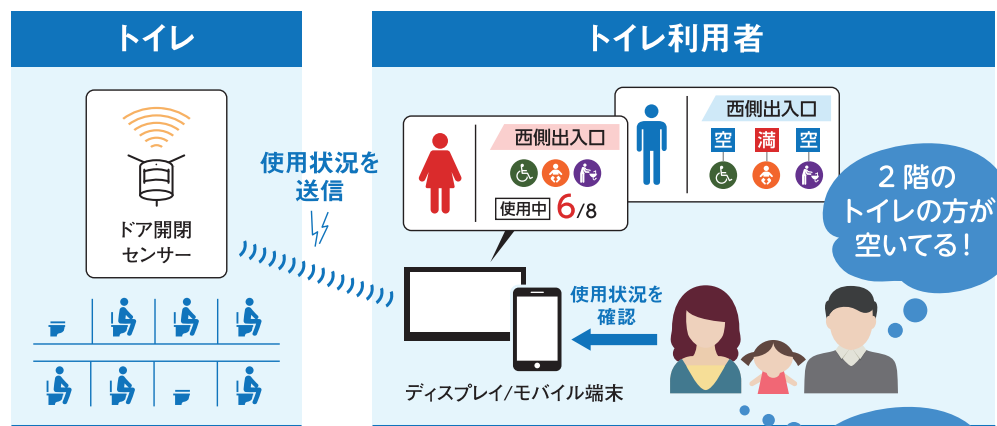 トイレ
ドア開閉
センサー
使用状況を
送信
トイレ利用者
西側出入口
使用中 6/8
西側出入口
空 満 空
2階の
トイレの方が
空いてる!
使用状況を
確認
ディスプレイ/モバイル端末